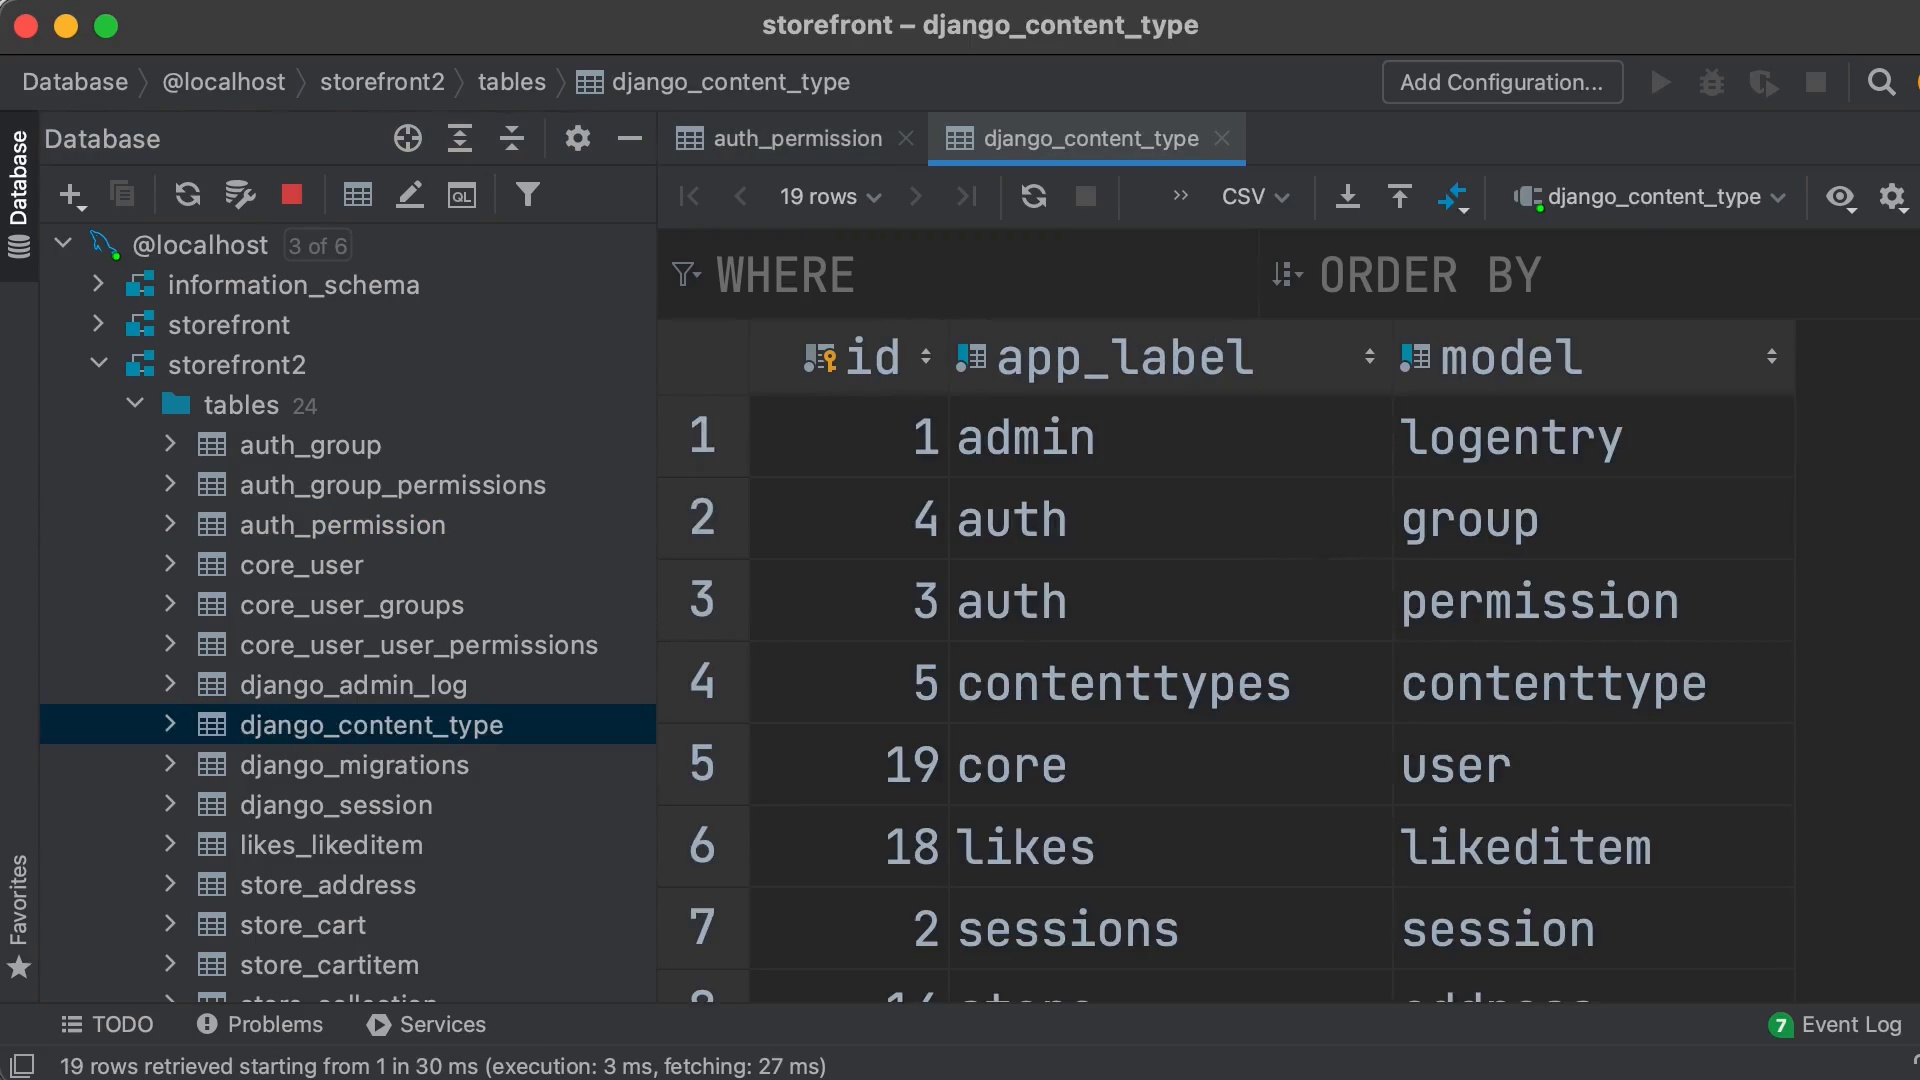 storefront – django_content_type
Database @localhost storefront2 tables django_content_type Add Configuration...
Database
Database
auth_permission django_content_type
19 rows CSV django_content_type
QL
@localhost 3 of 6
information_schema
storefront
storefront2
tables 24
auth_group
auth_group_permissions
auth_permission
core_user
core_user_groups
core_user_user_permissions
django_admin_log
django_content_type
django_migrations
django_session
likes_likeditem
store_address
store_cart
store_cartitem
WHERE ORDER BY
id app_label model
1 1 admin logentry
2 4 auth group
3 3 auth permission
4 5 contenttypes contenttype
5 19 core user
6 18 likes likeditem
7 2 sessions session
Favorites
TODO Problems Services 7 Event Log
19 rows retrieved starting from 1 in 30 ms (execution: 3 ms, fetching: 27 ms)